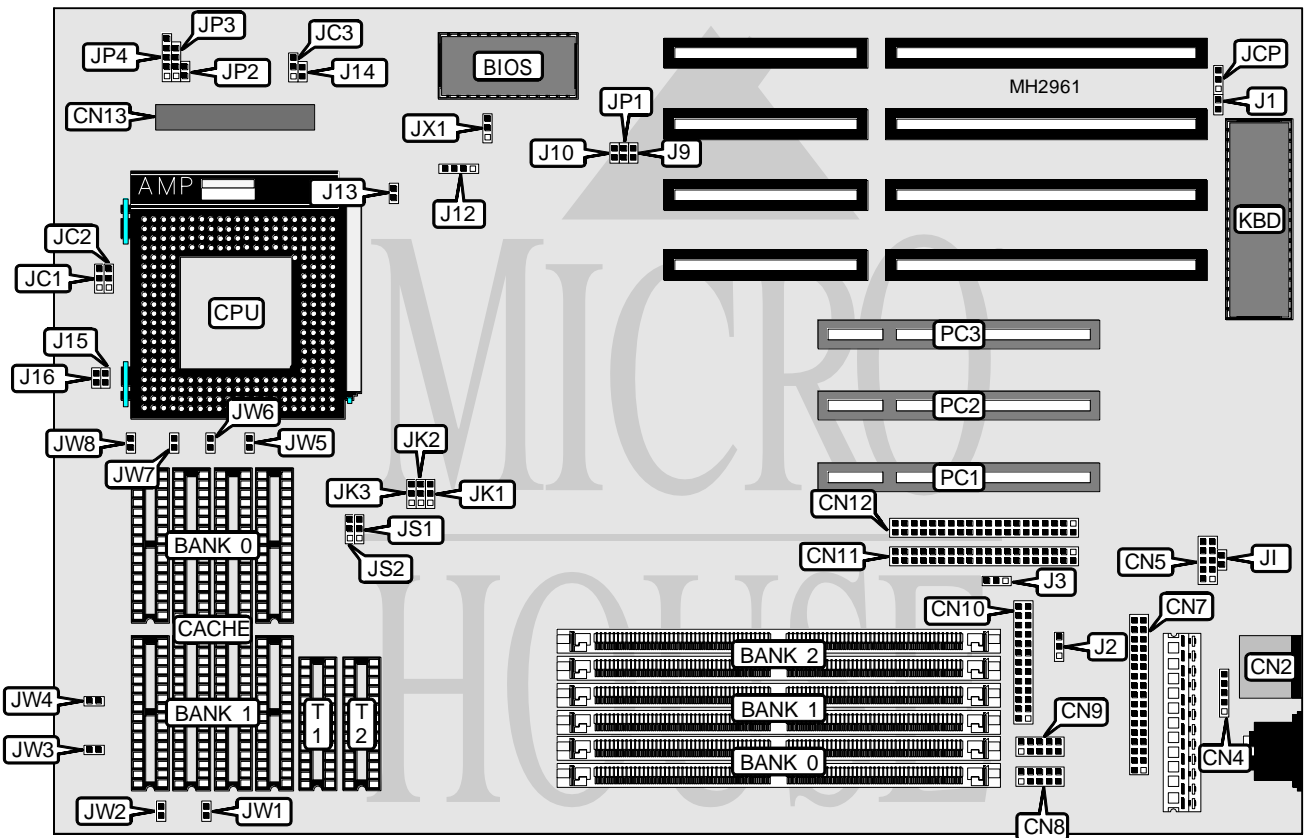 JP3
JC3
JP4
JP2
J14
BIOS
JCP
MH2961
J1
CN13
JP1
JX1
J10
J9
AMP
J13
J12
KBD
JC2
JC1
CPU
PC3
J15
J16
PC2
JW6
JW8
JW5
JK2
JW7
PC1
JK3
JK1
CN12
JS1
BANK 0
CN11
CN5
JI
JS2
J3
CN10
CN7
CACHE
BANK 2
J2
CN2
JW4
BANK 1
T1
T2
BANK 1
CN9
JW3
BANK 0
CN4
JW2
JW1
CN8
MICRO
HOUSE